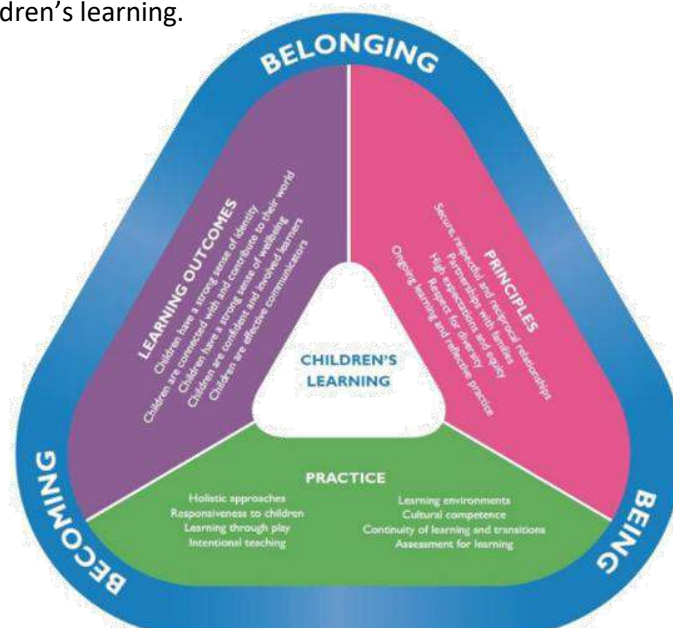 dren’s learning.
BELONGING
LEARNING OUTCOMES
Children have a strong sense of identity
Children are connected with and contribute to their world
Children have a strong sense of wellbeing
Children are confident and involved learners
Children are effective communicators
PRINCIPLES
Secure, respectful and reciprocal relationships
Partnerships with families
High expectations and equity
Respect for diversity
Ongoing learning and reflective practice
CHILDREN'S
LEARNING
PRACTICE
Holistic approaches
Responsiveness to children
Learning through play
Intentional teaching
Learning environments
Cultural competence
Continuity of learning and transitions
Assessment for learning
BECOMING
BEING